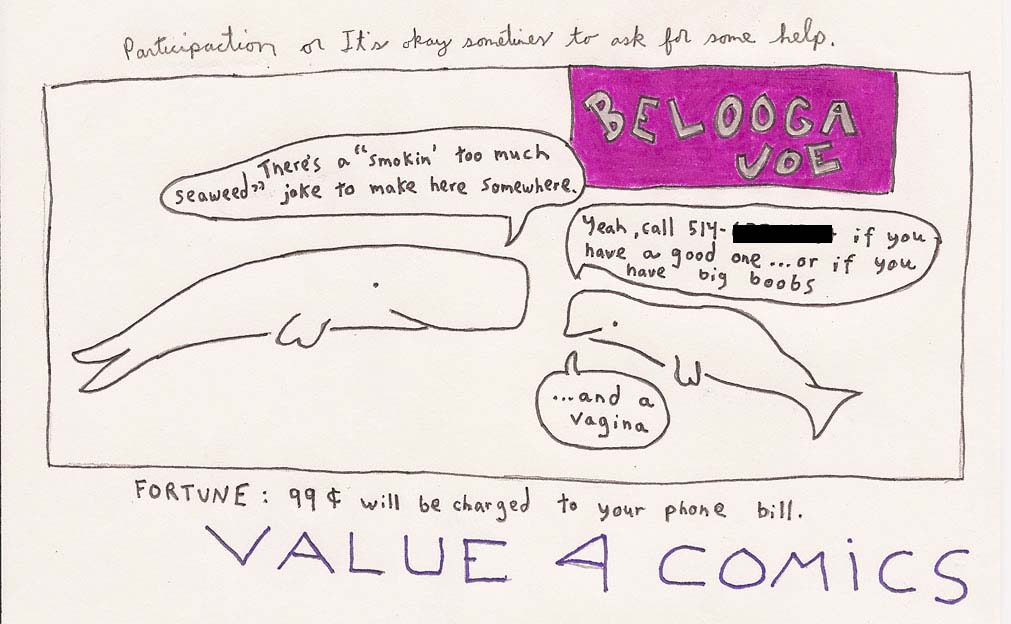 Participaction or It's okay sometimes to ask for some help.
BELOOGA
JOE
There's a "smokin' too much
seaweed" joke to make here somewhere.
Yeah, call 514- if you
have a good one...or if you
have big boobs
...and a
vagina
FORTUNE: 99¢ will be charged to your phone bill.
VALUE 4 COMiCS